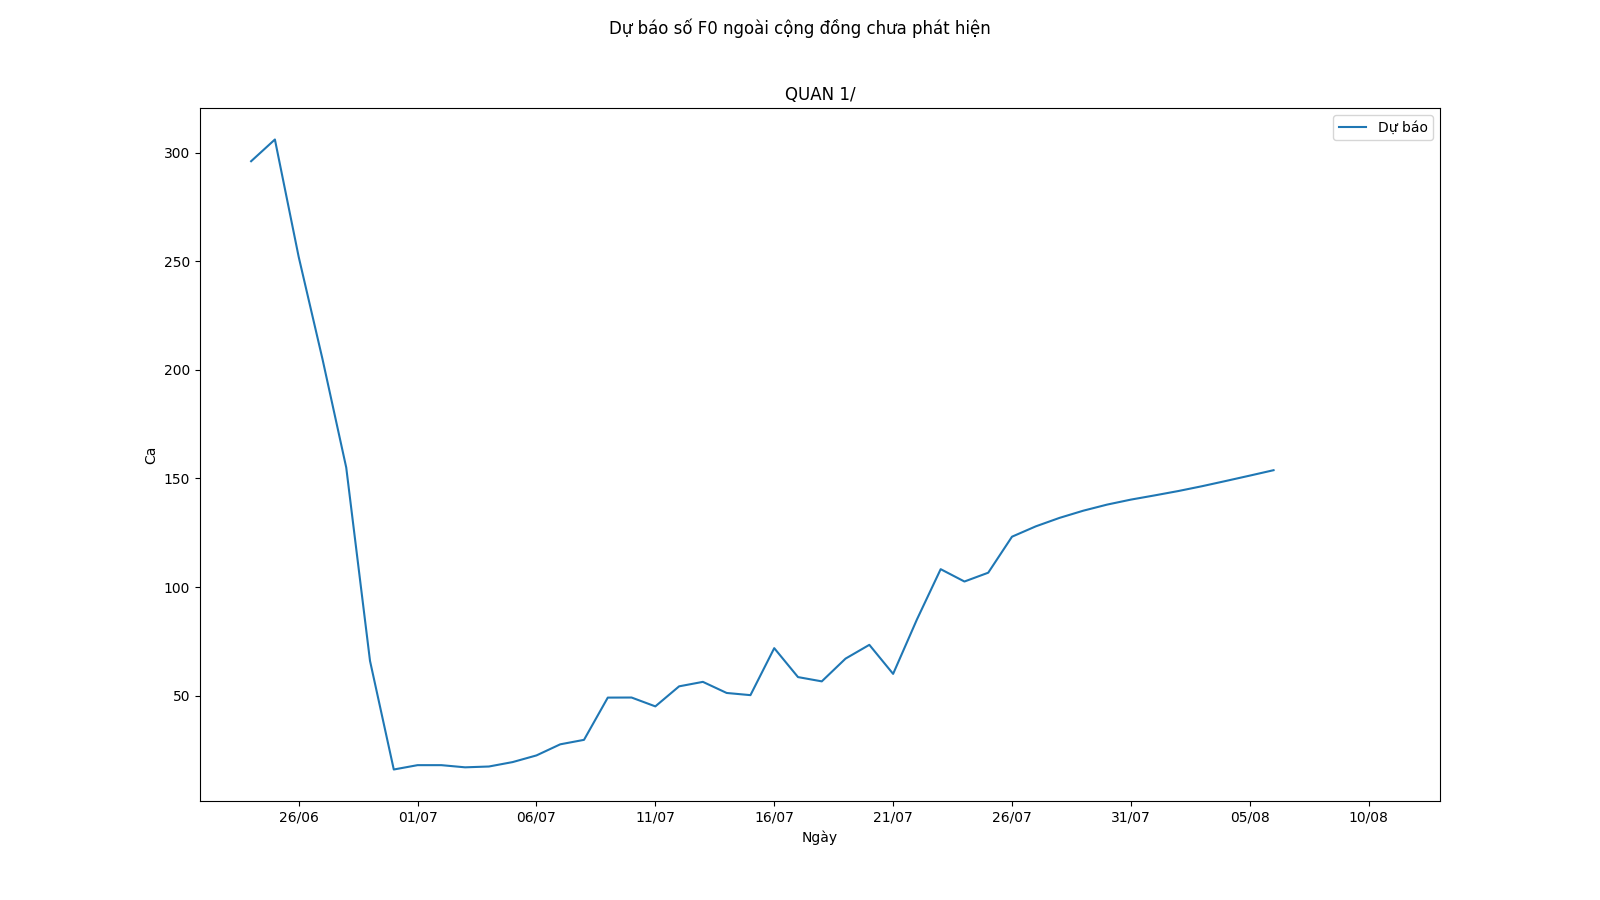 Dự báo số F0 ngoài cộng đồng chưa phát hiện
QUAN 1/
Dự báo
300
250
200
150
100
50
Ca
26/06 01/07 06/07 11/07 16/07 21/07 26/07 31/07 05/08 10/08
Ngày